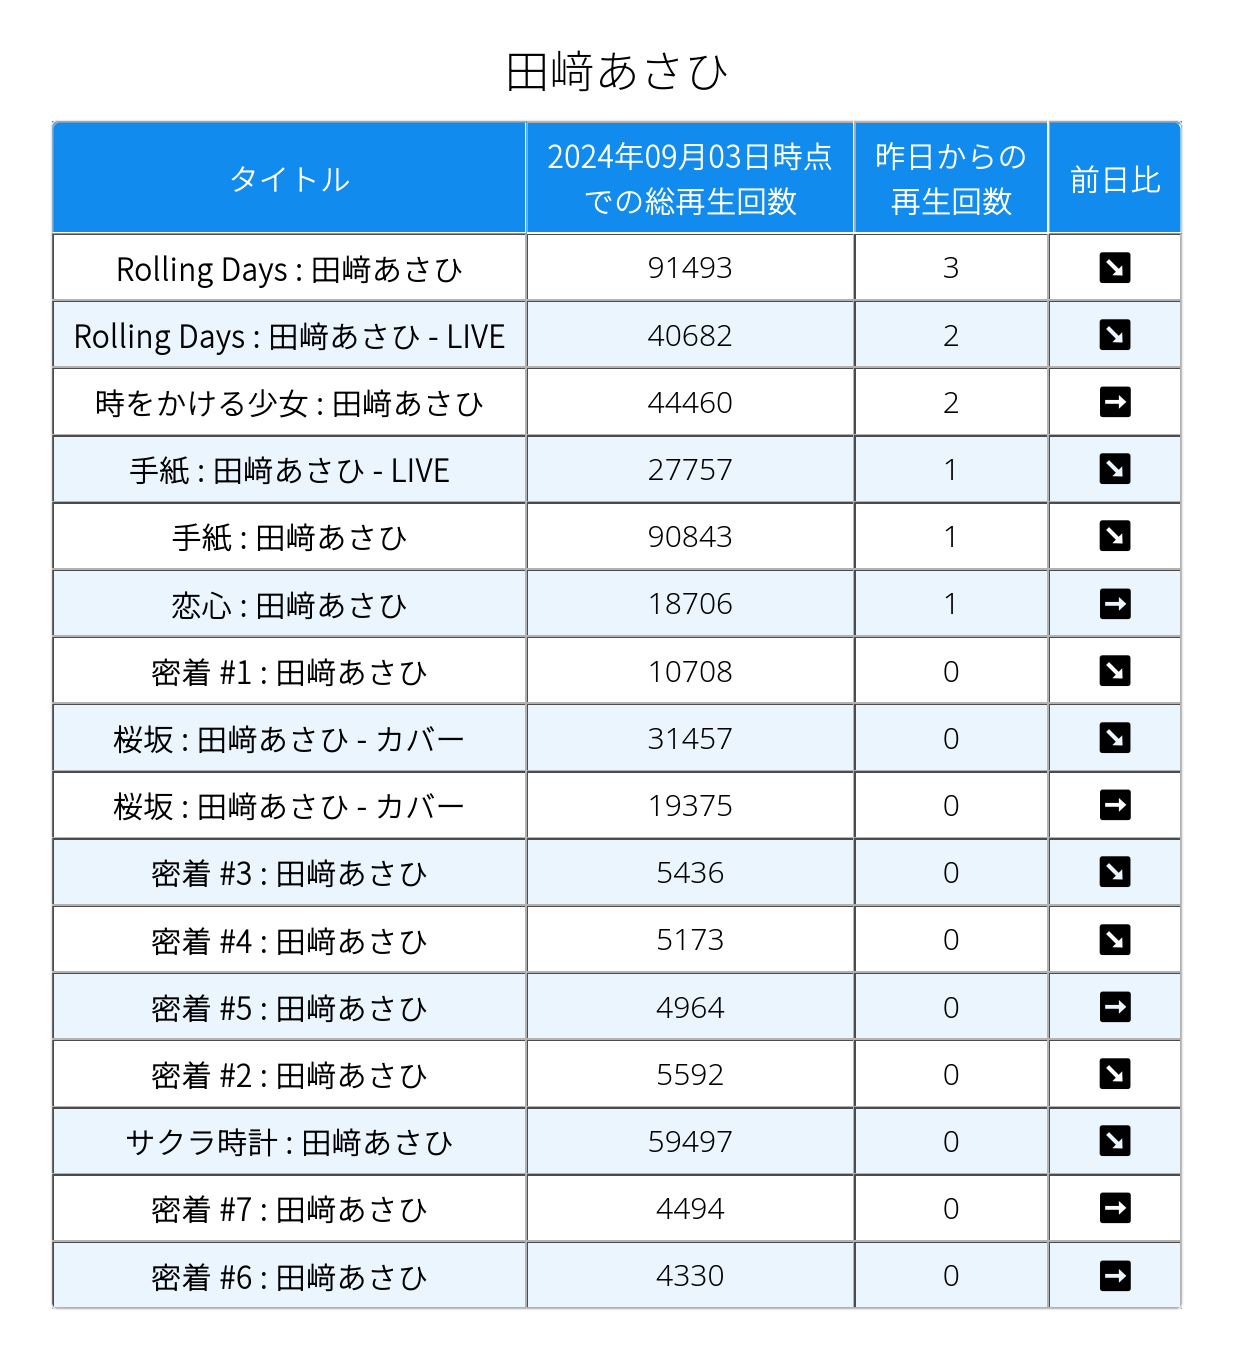 田﨑あさひ
タイトル 2024年09月03日時点での総再生回数 昨日からの再生回数 前日比
Rolling Days : 田﨑あさひ 91493 3 ↘
Rolling Days : 田﨑あさひ - LIVE 40682 2 ↘
時をかける少女 : 田﨑あさひ 44460 2 →
手紙 : 田﨑あさひ - LIVE 27757 1 ↘
手紙 : 田﨑あさひ 90843 1 ↘
恋心 : 田﨑あさひ 18706 1 →
密着 #1 : 田﨑あさひ 10708 0 ↘
桜坂 : 田﨑あさひ - カバー 31457 0 ↘
桜坂 : 田﨑あさひ - カバー 19375 0 →
密着 #3 : 田﨑あさひ 5436 0 ↘
密着 #4 : 田﨑あさひ 5173 0 ↘
密着 #5 : 田﨑あさひ 4964 0 →
密着 #2 : 田﨑あさひ 5592 0 ↘
サクラ時計 : 田﨑あさひ 59497 0 ↘
密着 #7 : 田﨑あさひ 4494 0 →
密着 #6 : 田﨑あさひ 4330 0 →